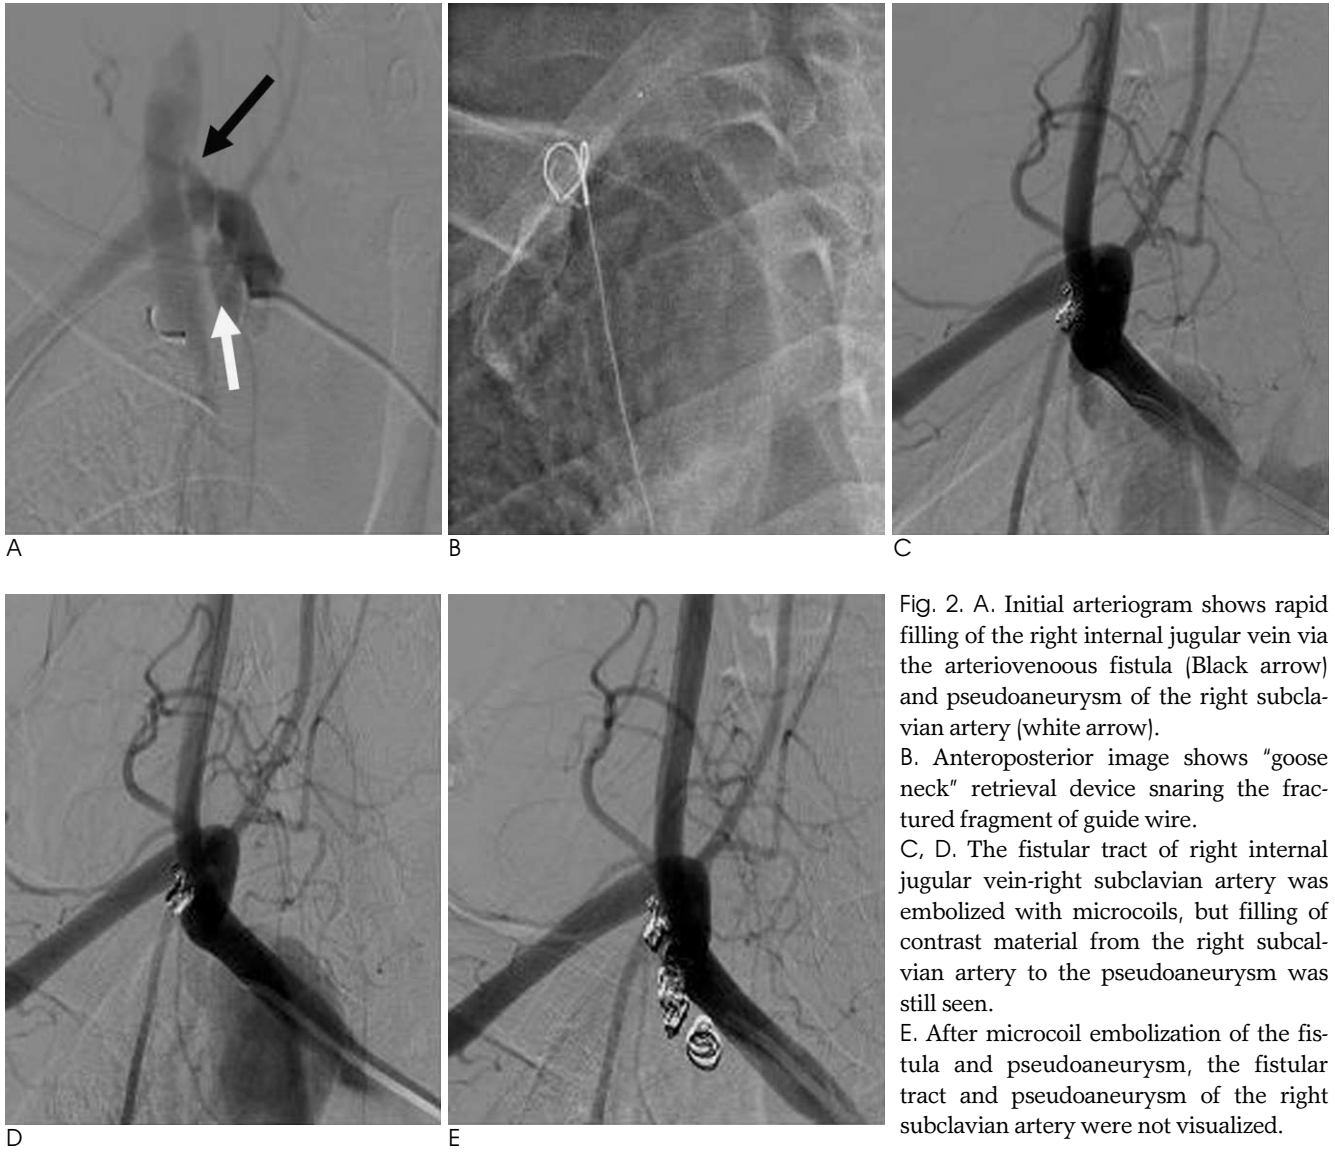 A
B
C
D
E
Fig. 2. A. Initial arteriogram shows rapid
filling of the right internal jugular vein via
the arteriovenoous fistula (Black arrow)
and pseudoaneurysm of the right subcla-
vian artery (white arrow).
B. Anteroposterior image shows “goose
neck” retrieval device snaring the frac-
tured fragment of guide wire.
C, D. The fistular tract of right internal
jugular vein-right subclavian artery was
embolized with microcoils, but filling of
contrast material from the right subcal-
vian artery to the pseudoaneurysm was
still seen.
E. After microcoil embolization of the fis-
tula and pseudoaneurysm, the fistular
tract and pseudoaneurysm of the right
subclavian artery were not visualized.